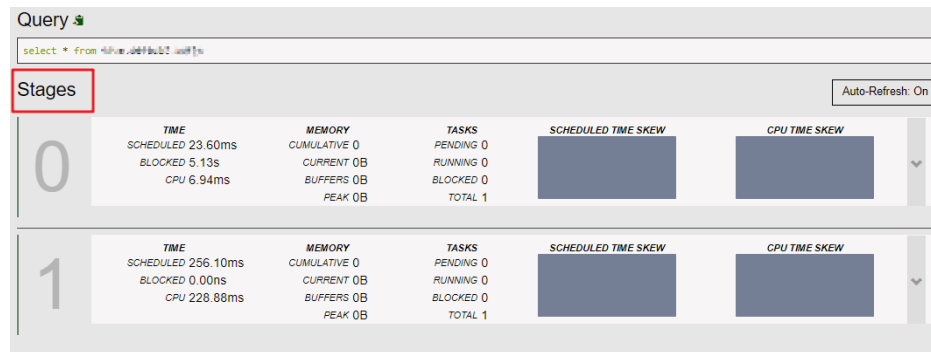 Query
select * from
Stages
Auto-Refresh: On
0
TIME
SCHEDULED 23.60ms
BLOCKED 5.13s
CPU 6.94ms
MEMORY
CUMULATIVE 0
CURRENT 0B
BUFFERS 0B
PEAK 0B
TASKS
PENDING 0
RUNNING 0
BLOCKED 0
TOTAL 1
SCHEDULED TIME SKEW
CPU TIME SKEW
1
TIME
SCHEDULED 256.10ms
BLOCKED 0.00ns
CPU 228.88ms
MEMORY
CUMULATIVE 0
CURRENT 0B
BUFFERS 0B
PEAK 0B
TASKS
PENDING 0
RUNNING 0
BLOCKED 0
TOTAL 1
SCHEDULED TIME SKEW
CPU TIME SKEW